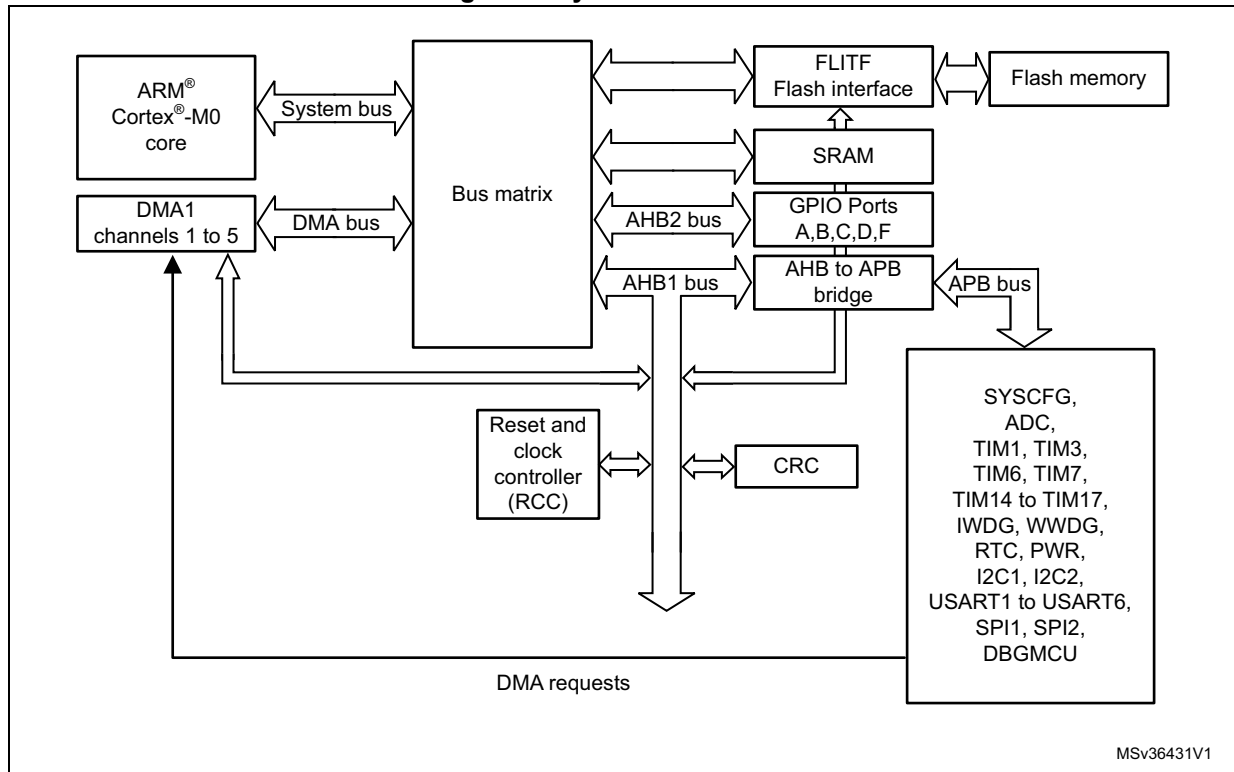 ARM®
Cortex®-M0
core
System bus
Bus matrix
FLITF
Flash interface
Flash memory
SRAM
DMA1
channels 1 to 5
DMA bus
AHB2 bus
GPIO Ports
A,B,C,D,F
AHB1 bus
AHB to APB
bridge
APB bus
Reset and
clock
controller
(RCC)
CRC
SYSCFG,
ADC,
TIM1, TIM3,
TIM6, TIM7,
TIM14 to TIM17,
IWDG, WWDG,
RTC, PWR,
I2C1, I2C2,
USART1 to USART6,
SPI1, SPI2,
DBGMCU
DMA requests
MSv36431V1